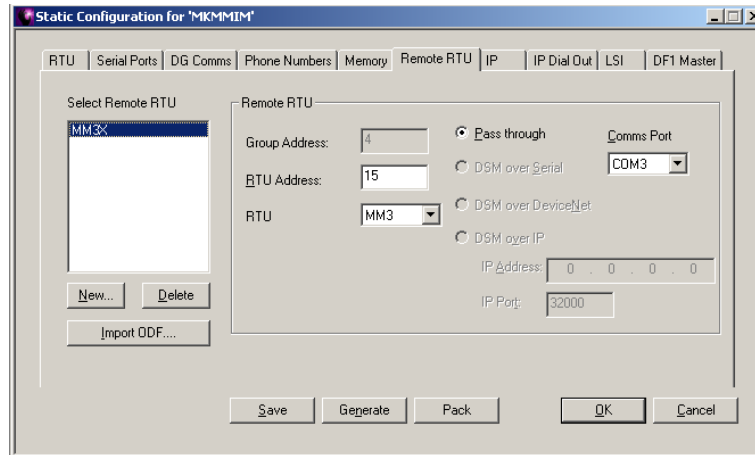 Static Configuration for 'MKMMIM'
RTU Serial Ports DG Comms Phone Numbers Memory Remote RTU IP IP Dial Out LSI DF1 Master
Select Remote RTU
MM3X
New... Delete
Import ODF....
Remote RTU
Group Address: 4
RTU Address: 15
RTU MM3
Pass through
DSM over Serial
DSM over DeviceNet
DSM over IP
IP Address: 0 . 0 . 0 . 0
IP Port: 32000
Comms Port
COM3
Save Generate Pack OK Cancel